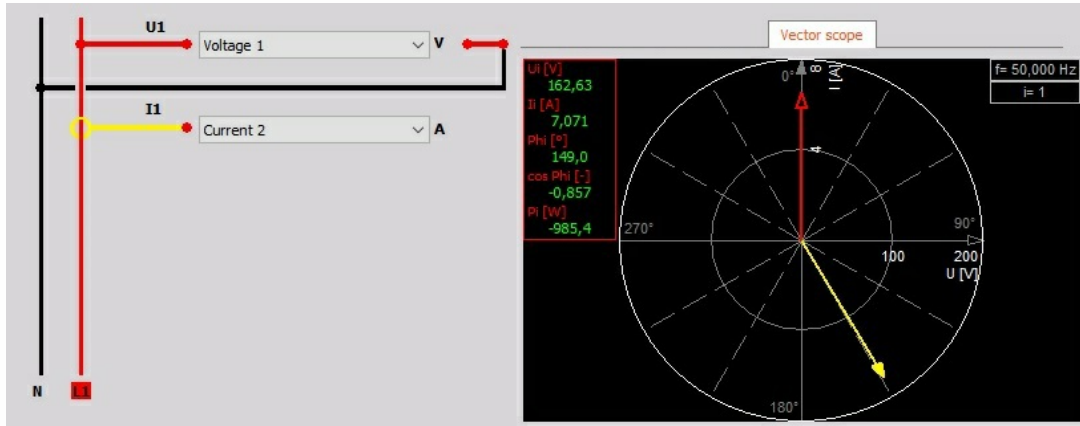 U1
Voltage 1
V
I1
Current 2
A
N
L1
Vector scope
Ui [V]
162,63
Ii [A]
7,071
Phi [°]
149,0
cos Phi [-]
-0,857
Pi [W]
-985,4
f= 50,000 Hz
i= 1
0°
8
I [A]
4
270°
90°
100
200
U [V]
180°